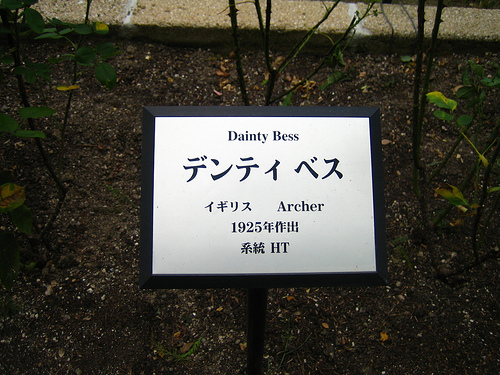 Dainty Bess
デンティ ベス
イギリス Archer
1925年作出
系統 HT